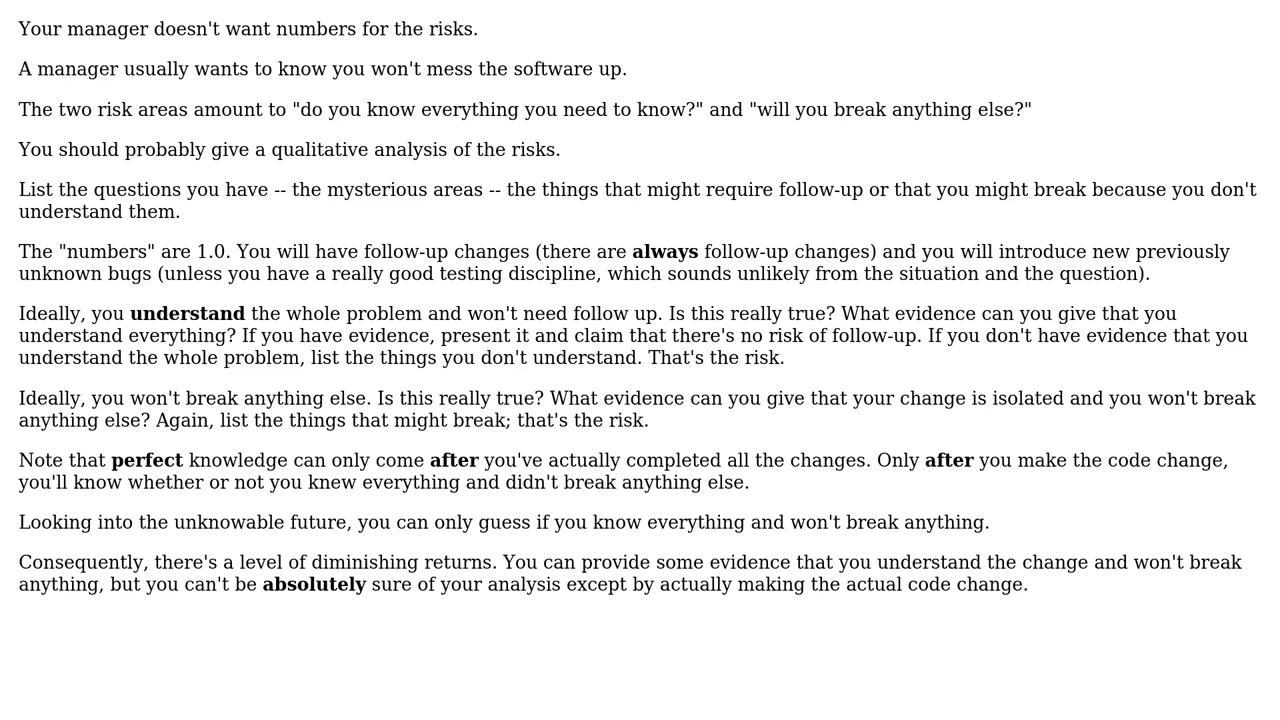 Your manager doesn't want numbers for the risks.
A manager usually wants to know you won't mess the software up.
The two risk areas amount to "do you know everything you need to know?" and "will you break anything else?"
You should probably give a qualitative analysis of the risks.
List the questions you have -- the mysterious areas -- the things that might require follow-up or that you might break because you don't
understand them.
The "numbers" are 1.0. You will have follow-up changes (there are always follow-up changes) and you will introduce new previously
unknown bugs (unless you have a really good testing discipline, which sounds unlikely from the situation and the question).
Ideally, you understand the whole problem and won't need follow up. Is this really true? What evidence can you give that you
understand everything? If you have evidence, present it and claim that there's no risk of follow-up. If you don't have evidence that you
understand the whole problem, list the things you don't understand. That's the risk.
Ideally, you won't break anything else. Is this really true? What evidence can you give that your change is isolated and you won't break
anything else? Again, list the things that might break; that's the risk.
Note that perfect knowledge can only come after you've actually completed all the changes. Only after you make the code change,
you'll know whether or not you knew everything and didn't break anything else.
Looking into the unknowable future, you can only guess if you know everything and won't break anything.
Consequently, there's a level of diminishing returns. You can provide some evidence that you understand the change and won't break
anything, but you can't be absolutely sure of your analysis except by actually making the actual code change.